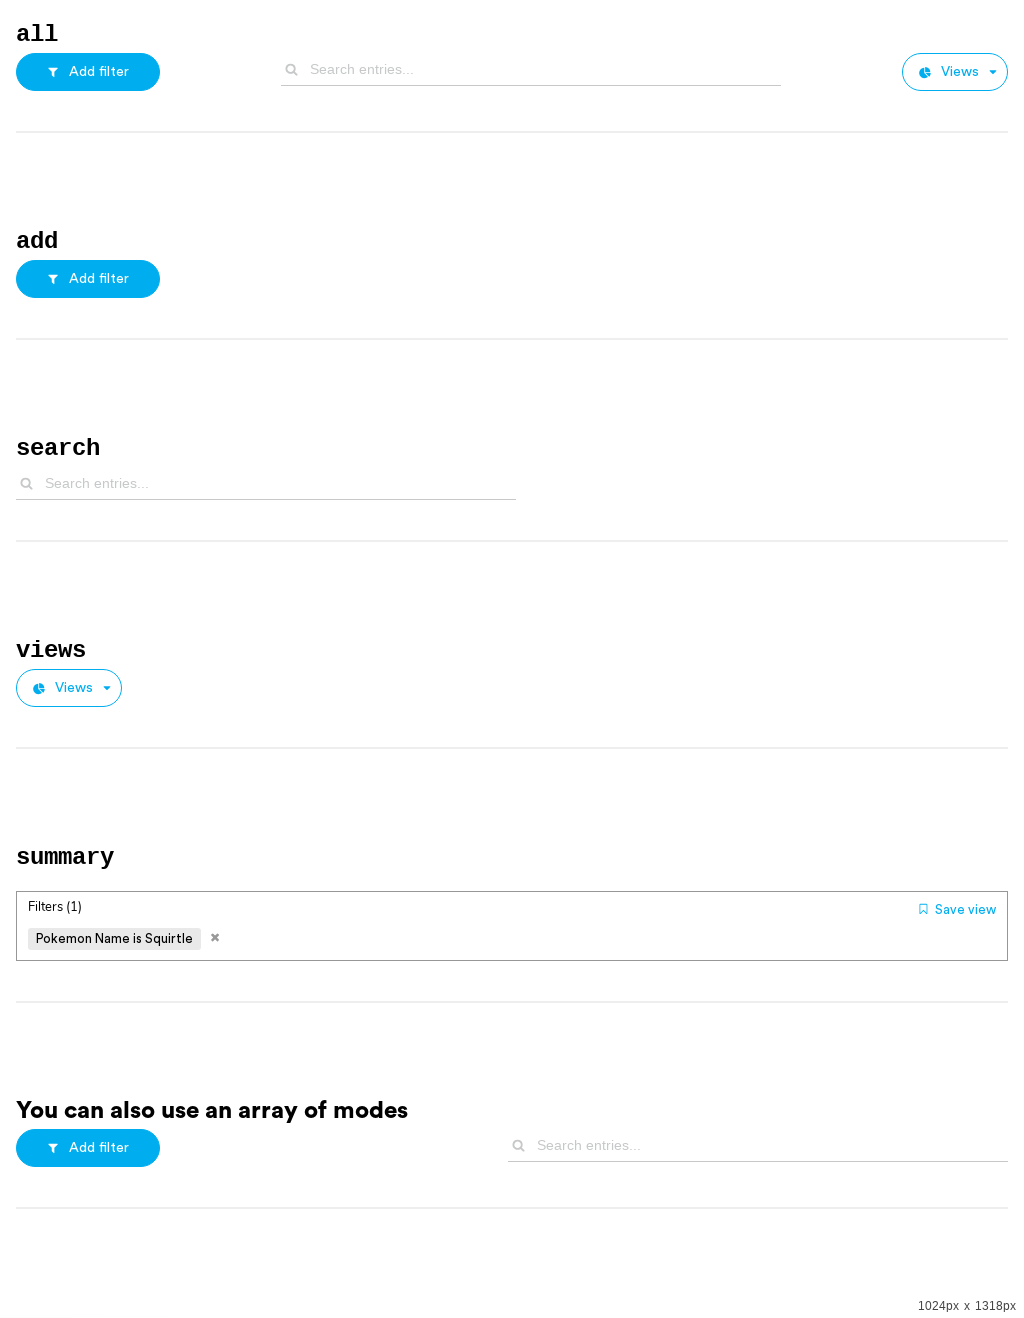 all
Add filter
Search entries...
Views
add
Add filter
search
Search entries...
views
Views
summary
Filters (1)
Save view
Pokemon Name is Squirtle
You can also use an array of modes
Add filter
Search entries...
1024px x 1318px